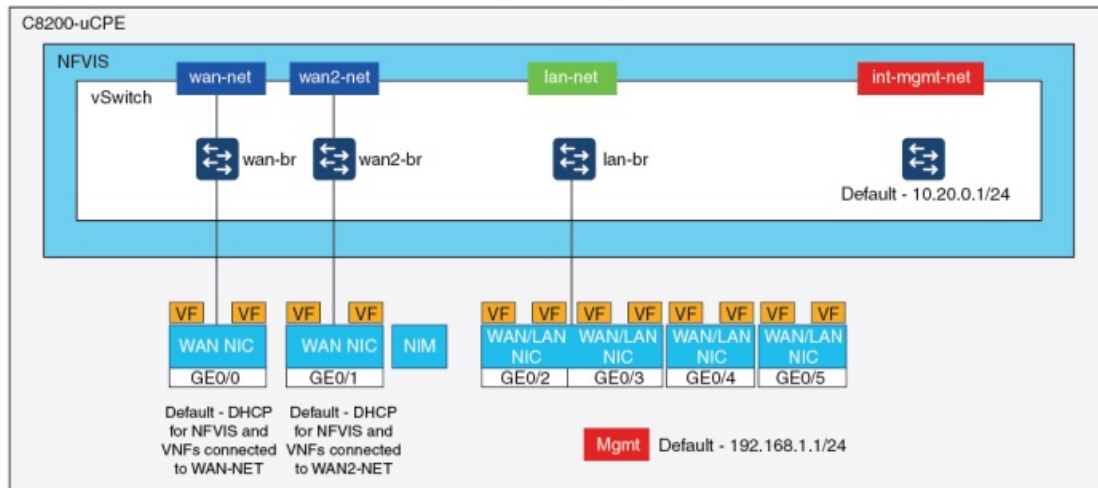 C8200-uCPE
NFVIS
wan-net
wan2-net
lan-net
int-mgmt-net
vSwitch
wan-br
wan2-br
lan-br
Default - 10.20.0.1/24
VF VF VF VF VF VF VF VF VF VF VF VF
WAN NIC
WAN NIC
NIM
WAN/LAN
NIC
WAN/LAN
NIC
WAN/LAN
NIC
WAN/LAN
NIC
GE0/0
GE0/1
GE0/2
GE0/3
GE0/4
GE0/5
Default - DHCP
for NFVIS and
VNFs connected
to WAN-NET
Default - DHCP
for NFVIS and
VNFs connected
to WAN2-NET
Mgmt
Default - 192.168.1.1/24